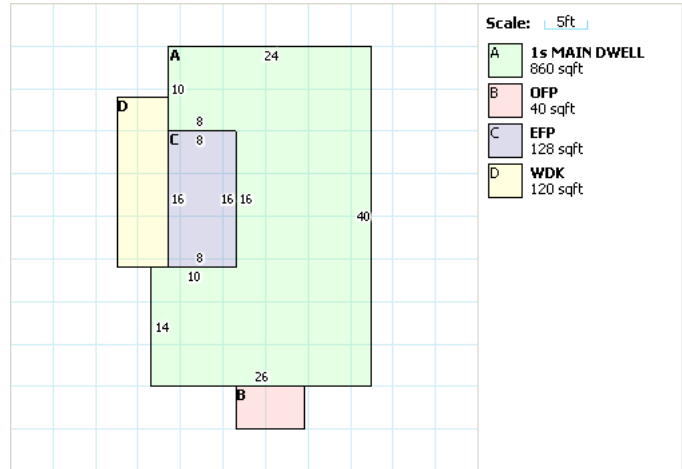 Scale: 5ft
A 1s MAIN DWELL
860 sqft
B OFP
40 sqft
C EFP
128 sqft
D WDK
120 sqft
A 24
10
D
8
C 8
16 16 16
40
8
10
14
26
B